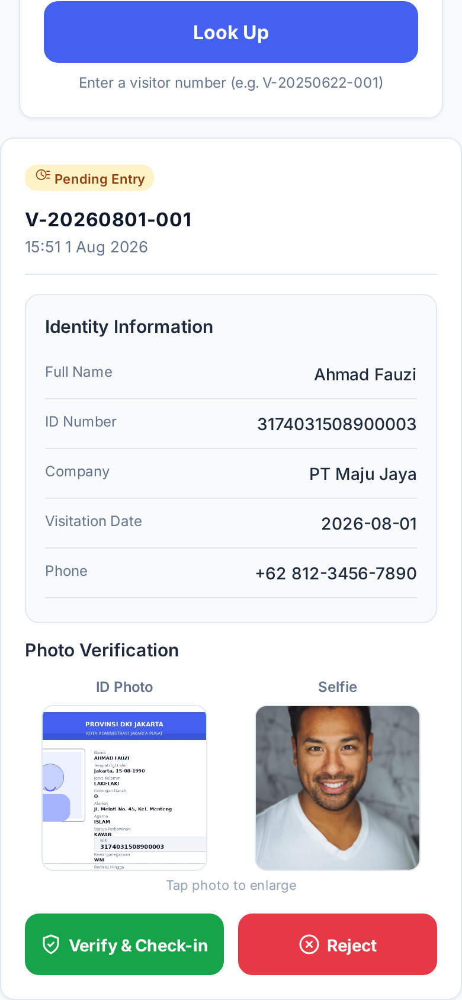 Look Up
Enter a visitor number (e.g. V-20250622-001)
Pending Entry
V-20260801-001
15:51 1 Aug 2026
Identity Information
Full Name Ahmad Fauzi
ID Number 3174031508900003
Company PT Maju Jaya
Visitation Date 2026-08-01
Phone +62 812-3456-7890
Photo Verification
ID Photo Selfie
PROVINSI DKI JAKARTA
KOTA ADMINISTRASI JAKARTA PUSAT
Nama
AHMAD FAUZI
Tempat/Tgl Lahir
Jakarta, 15-08-1990
Jenis Kelamin
LAKI-LAKI
Golongan Darah
O
Alamat
Jl. Melati No. 45, Kel. Menteng
Agama
ISLAM
Status Perkawinan
KAWIN
NIK
3174031508900003
Kewarganegaraan
WNI
Berlaku Hingga
Tap photo to enlarge
Verify & Check-in Reject